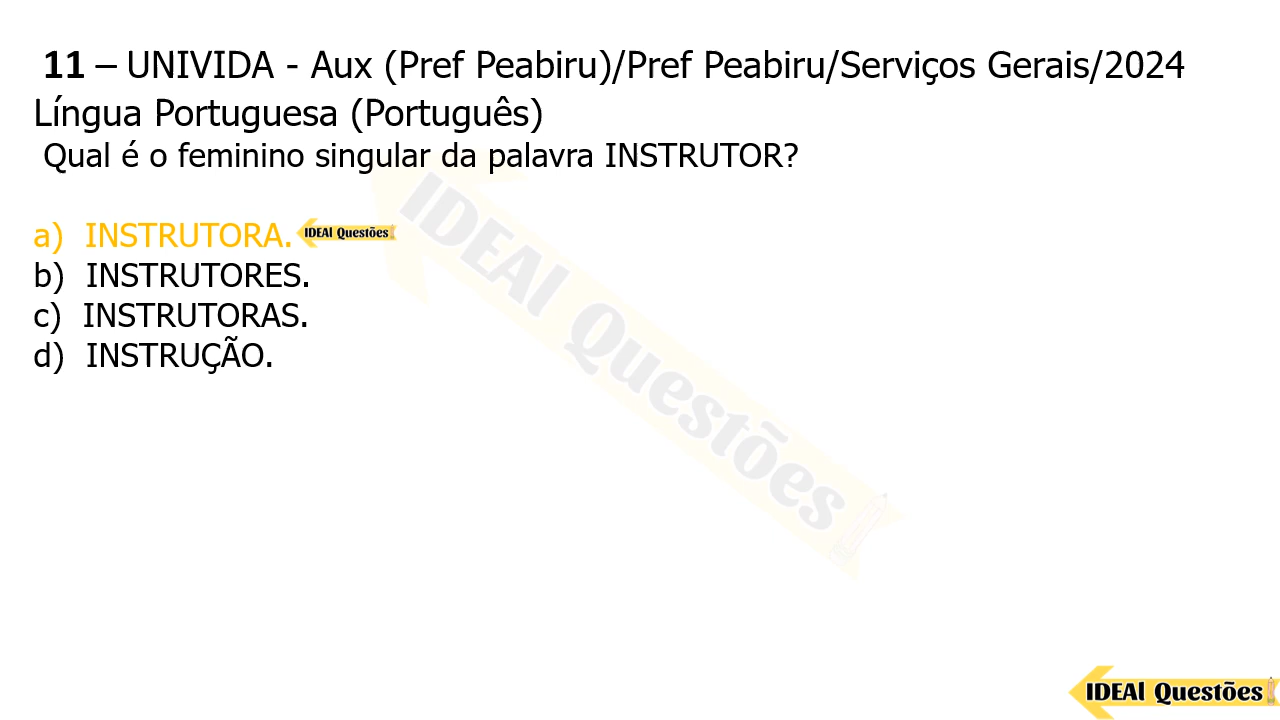 11 – UNIVIDA - Aux (Pref Peabiru)/Pref Peabiru/Serviços Gerais/2024
Língua Portuguesa (Português)
Qual é o feminino singular da palavra INSTRUTOR?
a) INSTRUTORA.
IDEAl Questões
b) INSTRUTORES.
c) INSTRUTORAS.
d) INSTRUÇÃO.
IDEAl Questões
IDEAl Questões